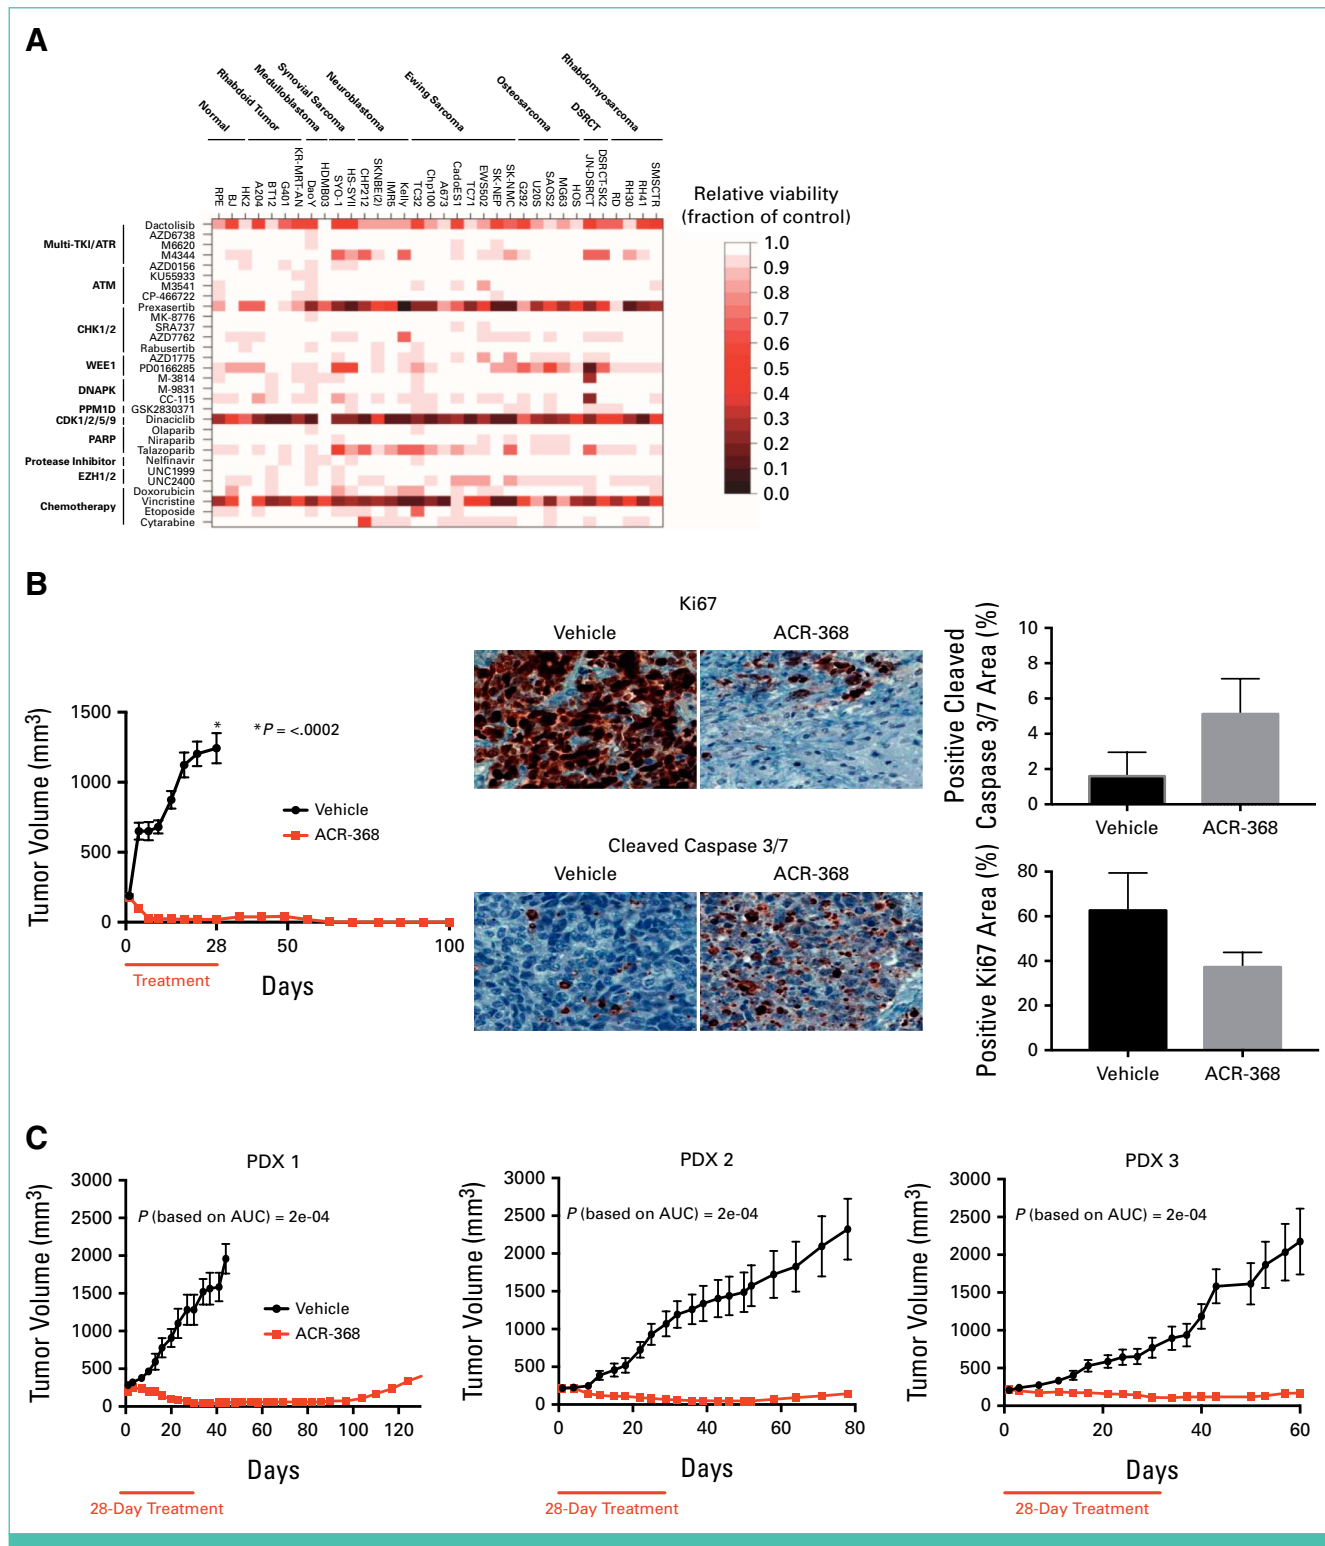 A
Normal
Rhabdoid Tumor
Medulloblastoma
Synovial Sarcoma
Neuroblastoma
Ewing Sarcoma
Osteosarcoma
DSRCT
Rhabdomyosarcoma
RPE
BJ
HK2
A204
BT12
G401
KR-MRT-AN
DaoY
HDMB03
SYO-1
HS-SYII
CHP212
SKNBE(2)
IMR5
Kelly
TC32
Chp100
A673
CadoES1
TC71
EWS502
SK-NEP
SK-NMC
G292
U20S
SAOS2
MG63
HOS
JN-DSRCT
DSRCT-SK2
RD
RH30
RH41
SMSCTR
Multi-TKI/ATR
ATM
CHK1/2
WEE1
DNAPK
PPM1D
CDK1/2/5/9
PARP
Protease Inhibitor
EZH1/2
Chemotherapy
Dactolisib
AZD6738
M6620
M4344
AZD0156
KU55933
M3541
CP-466722
Prexasertib
MK-8776
SRA737
AZD7762
Rabusertib
AZD1775
PD0166285
M-3814
M-9831
CC-115
GSK2830371
Dinaciclib
Olaparib
Niraparib
Talazoparib
Nelfinavir
UNC1999
UNC2400
Doxorubicin
Vincristine
Etoposide
Cytarabine
Relative viability
(fraction of control)
1.0
0.9
0.8
0.7
0.6
0.5
0.4
0.3
0.2
0.1
0.0
B
Tumor Volume (mm³)
1500
1000
500
0
*
*P = <.0002
Vehicle
ACR-368
0 28 50 100
Treatment
Days
Ki67
Vehicle ACR-368
Cleaved Caspase 3/7
Vehicle ACR-368
Positive Cleaved
Caspase 3/7 Area (%)
10
8
6
4
2
0
Vehicle ACR-368
Positive Ki67 Area (%)
80
60
40
20
0
Vehicle ACR-368
C
PDX 1
Tumor Volume (mm³)
3000
2500
2000
1500
1000
500
0
P (based on AUC) = 2e-04
Vehicle
ACR-368
0 20 40 60 80 100 120
Days
28-Day Treatment
PDX 2
Tumor Volume (mm³)
3000
2500
2000
1500
1000
500
0
P (based on AUC) = 2e-04
0 20 40 60 80
Days
28-Day Treatment
PDX 3
Tumor Volume (mm³)
3000
2500
2000
1500
1000
500
0
P (based on AUC) = 2e-04
0 20 40 60
Days
28-Day Treatment